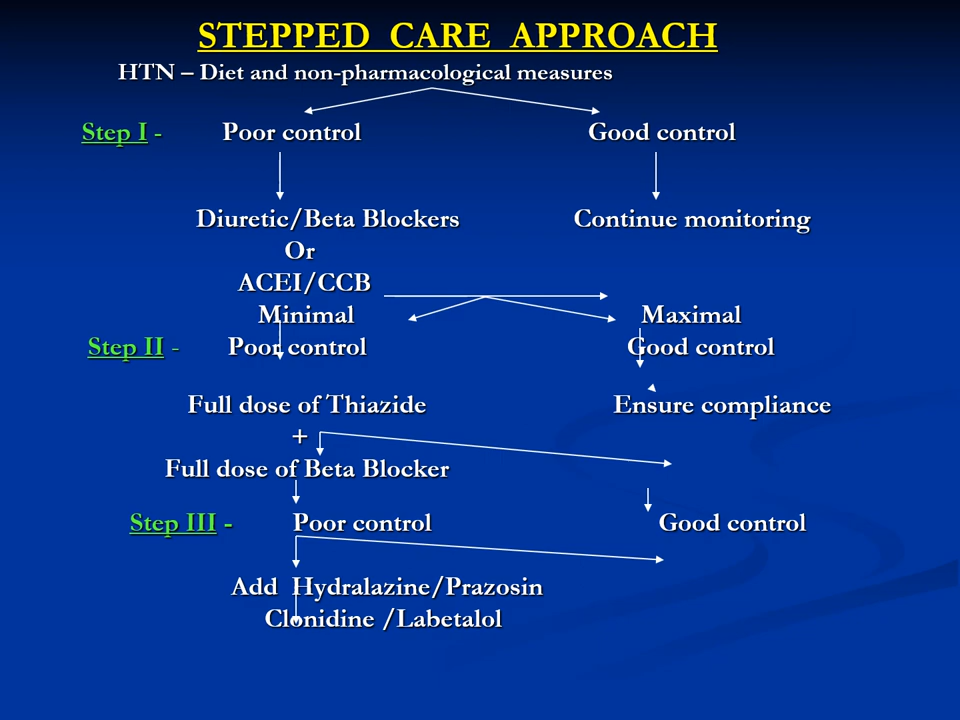 STEPPED CARE APPROACH
HTN – Diet and non-pharmacological measures
Step I - Poor control Good control
Diuretic/Beta Blockers Continue monitoring
Or
ACEI/CCB
Minimal Maximal
Step II - Poor control Good control
Full dose of Thiazide Ensure compliance
+
Full dose of Beta Blocker
Step III - Poor control Good control
Add Hydralazine/Prazosin
Clonidine /Labetalol